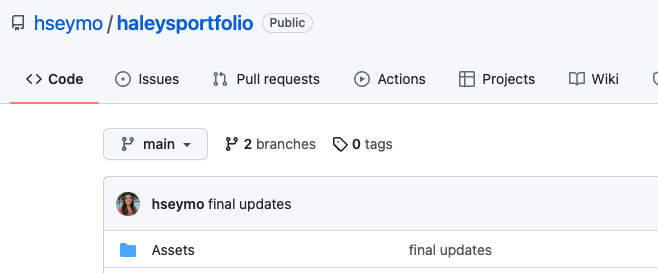 hseymo / haleysportfolio Public
Code Issues Pull requests Actions Projects Wiki
main 2 branches 0 tags
hseymo final updates
Assets final updates